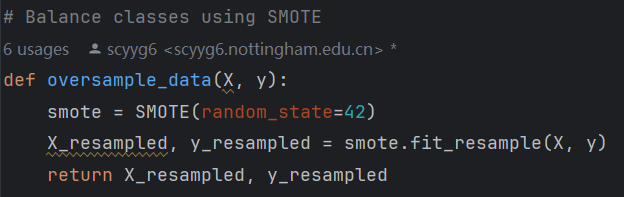 # Balance classes using SMOTE
6 usages scyyg6 <scyyg6.nottingham.edu.cn> *
def oversample_data(X, y):
    smote = SMOTE(random_state=42)
    X_resampled, y_resampled = smote.fit_resample(X, y)
    return X_resampled, y_resampled